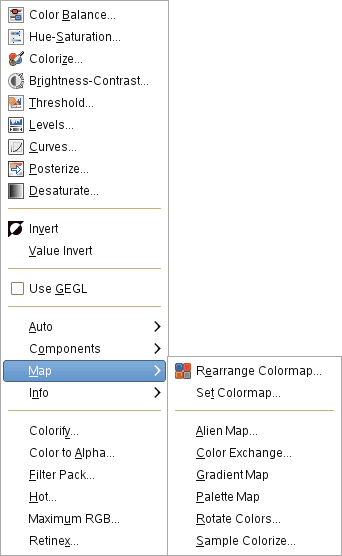 Color Balance...
Hue-Saturation...
Colorize...
Brightness-Contrast...
Threshold...
Levels...
Curves...
Posterize...
Desaturate...
Invert
Value Invert
Use GEGL
Auto
Components
Map
Info
Colorify...
Color to Alpha...
Filter Pack...
Hot...
Maximum RGB...
Retinex...
Rearrange Colormap...
Set Colormap...
Alien Map...
Color Exchange...
Gradient Map
Palette Map
Rotate Colors...
Sample Colorize...